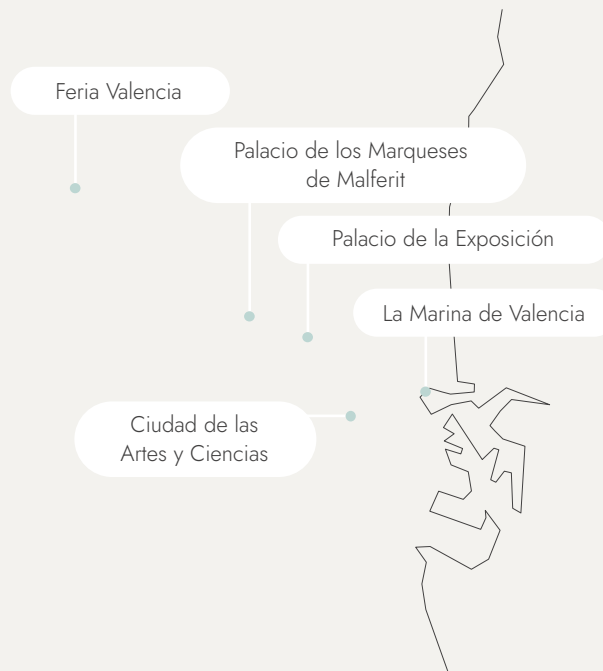 Feria Valencia
Palacio de los Marqueses
de Malferit
Palacio de la Exposición
La Marina de Valencia
Ciudad de las
Artes y Ciencias